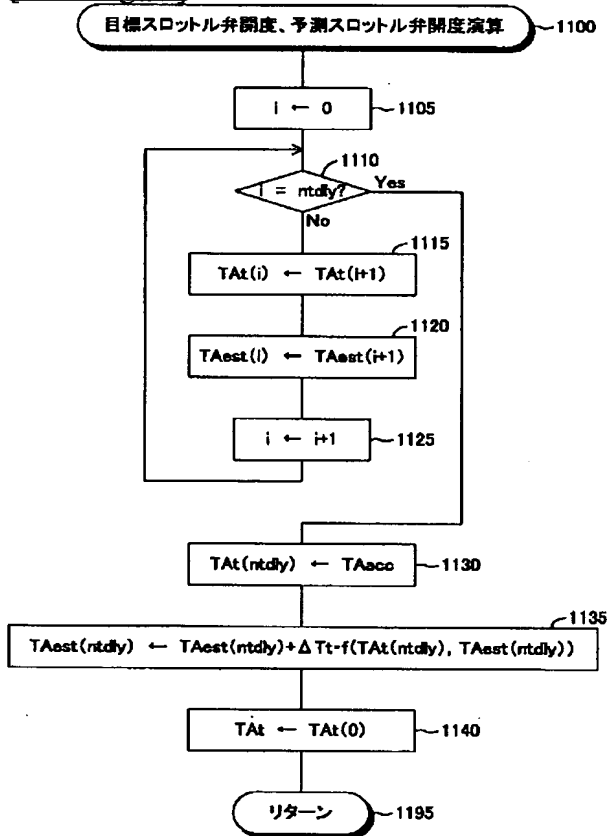 目標スロットル弁開度、予測スロットル弁開度演算
1100
i ← 0
1105
1110
i = ntdly?
Yes
No
1115
TAt(i) ← TAt(i+1)
1120
TAest(i) ← TAest(i+1)
i ← i+1
1125
TAt(ntdly) ← TAacc
1130
1135
TAest(ntdly) ← TAest(ntdly)+ΔTt·f(TAt(ntdly), TAest(ntdly))
TAt ← TAt(0)
1140
リターン
1195